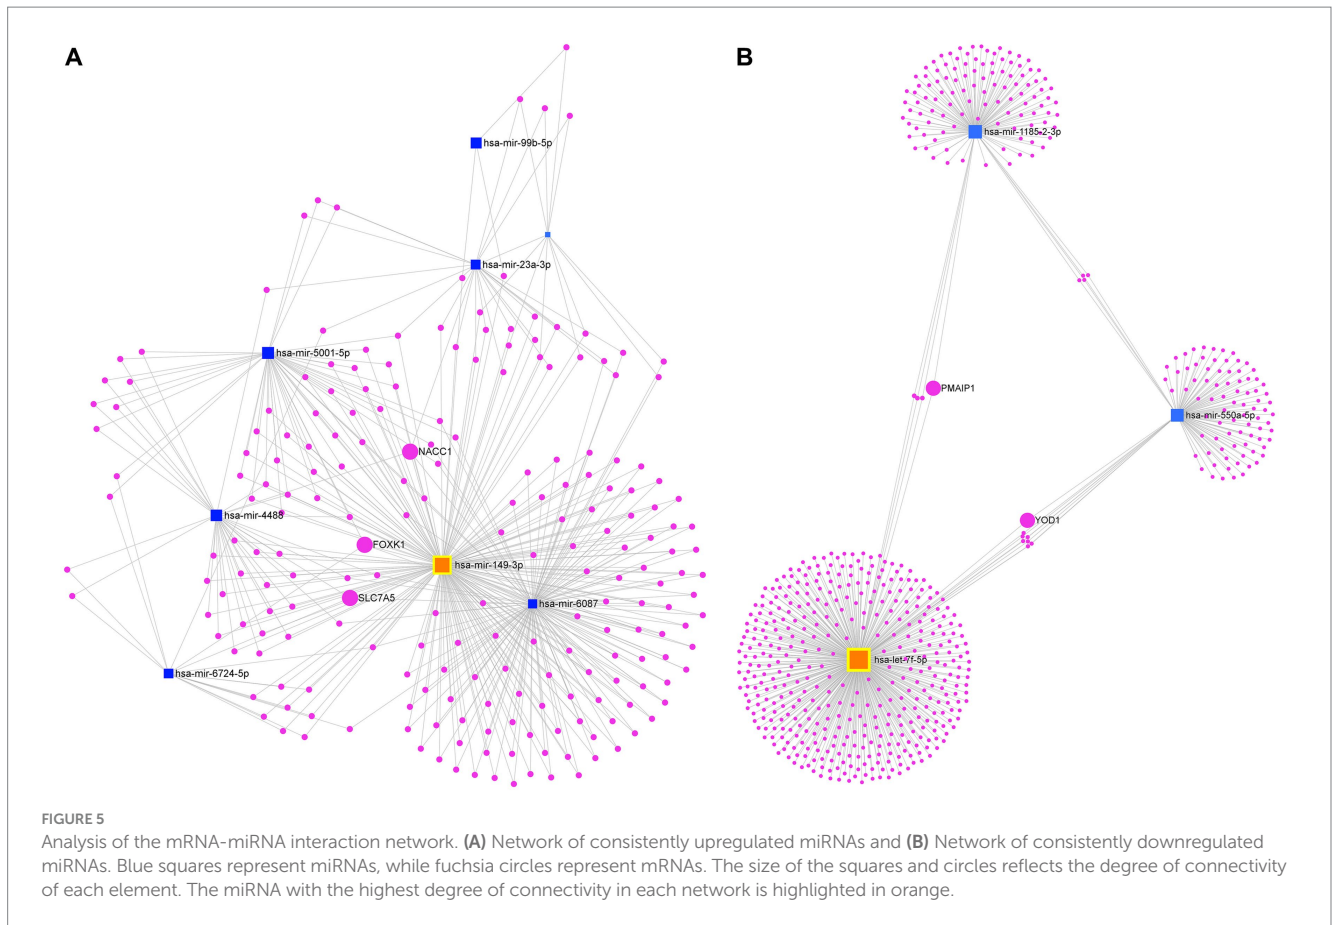 A
B
hsa-mir-1185-2-3p
hsa-mir-99b-5p
hsa-mir-23a-3p
hsa-mir-5001-5p
PMAIP1
hsa-mir-550a-5p
NACC1
hsa-mir-4488
YOD1
FOXK1
hsa-mir-149-3p
SLC7A5
hsa-mir-6087
hsa-let-7f-5p
hsa-mir-6724-5p
FIGURE 5
Analysis of the mRNA-miRNA interaction network. (A) Network of consistently upregulated miRNAs and (B) Network of consistently downregulated
miRNAs. Blue squares represent miRNAs, while fuchsia circles represent mRNAs. The size of the squares and circles reflects the degree of connectivity
of each element. The miRNA with the highest degree of connectivity in each network is highlighted in orange.